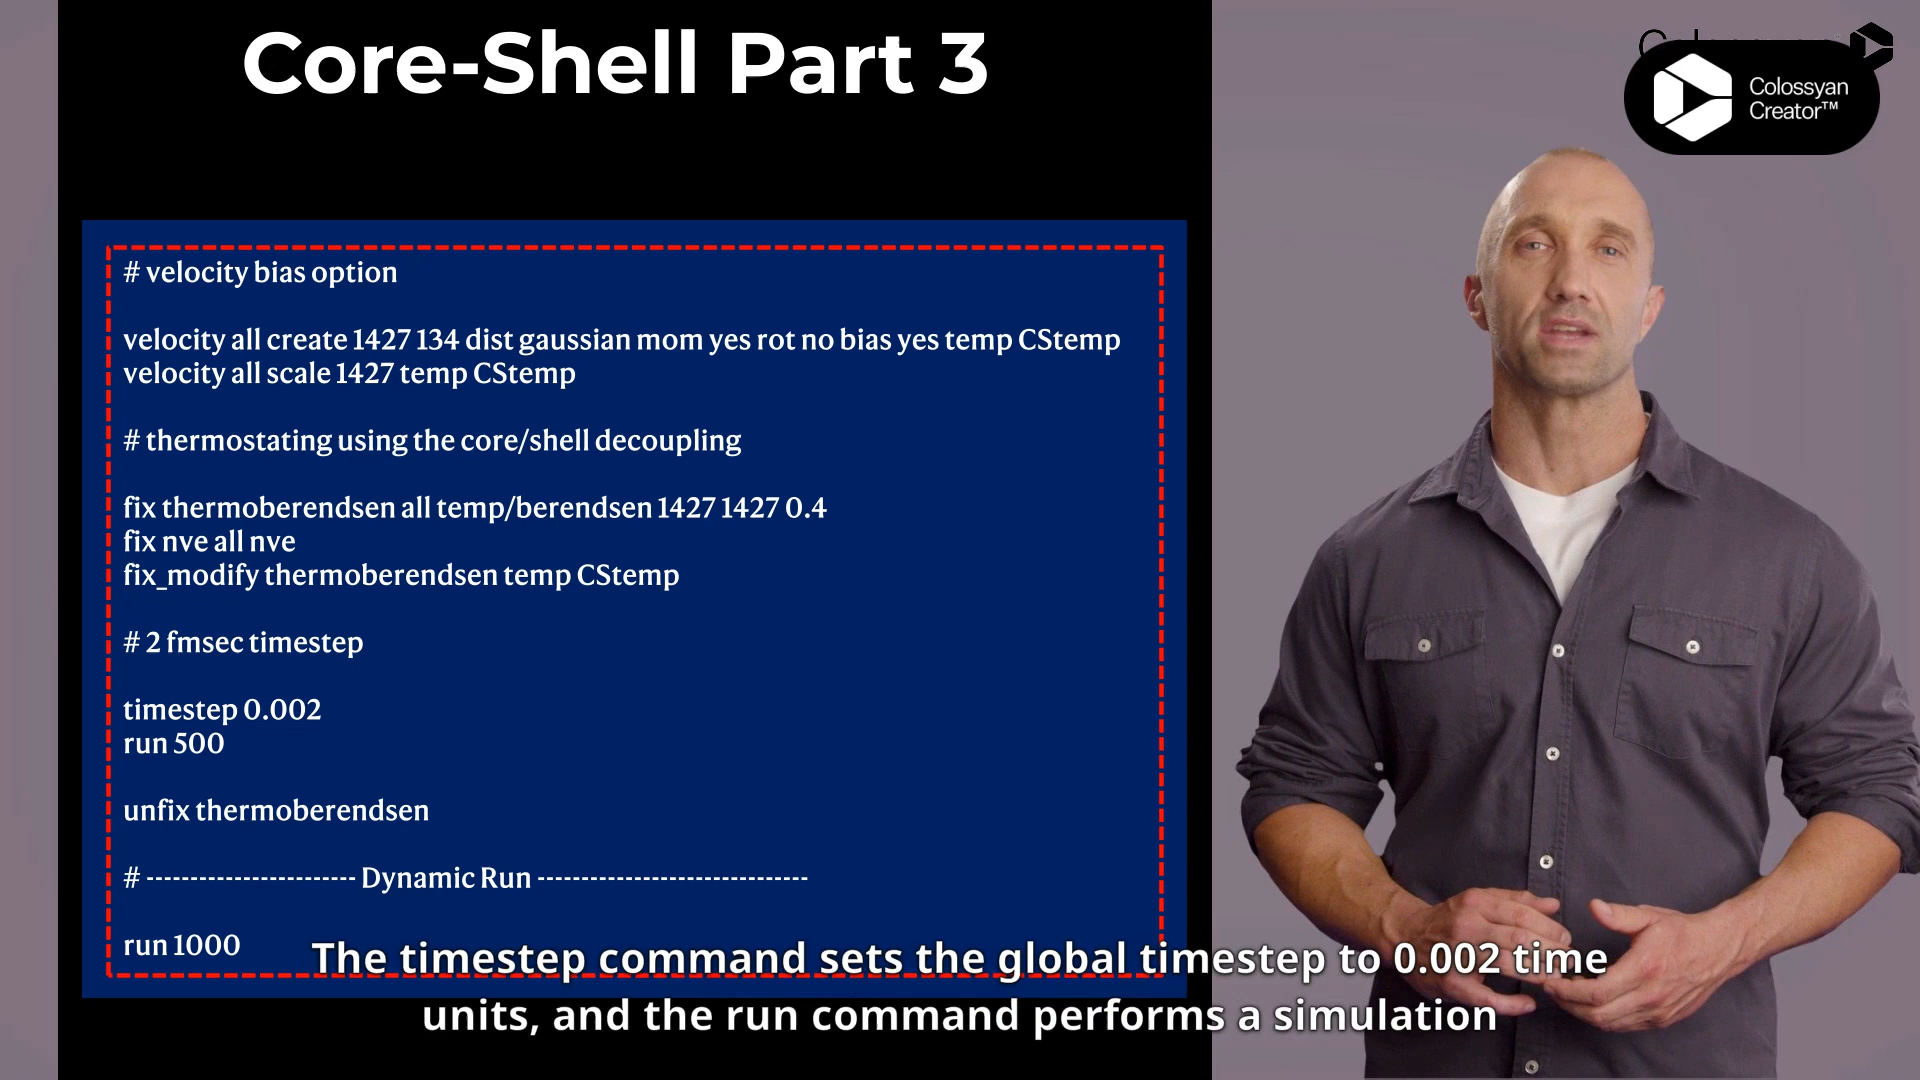 Core-Shell Part 3
Colossyan
Creator™
# velocity bias option
velocity all create 1427 134 dist gaussian mom yes rot no bias yes temp CStemp
velocity all scale 1427 temp CStemp
# thermostating using the core/shell decoupling
fix thermoberendsen all temp/berendsen 1427 1427 0.4
fix nve all nve
fix_modify thermoberendsen temp CStemp
# 2 fmsec timestep
timestep 0.002
run 500
unfix thermoberendsen
# ------------------------ Dynamic Run -------------------------------
run 1000
The timestep command sets the global timestep to 0.002 time
units, and the run command performs a simulation